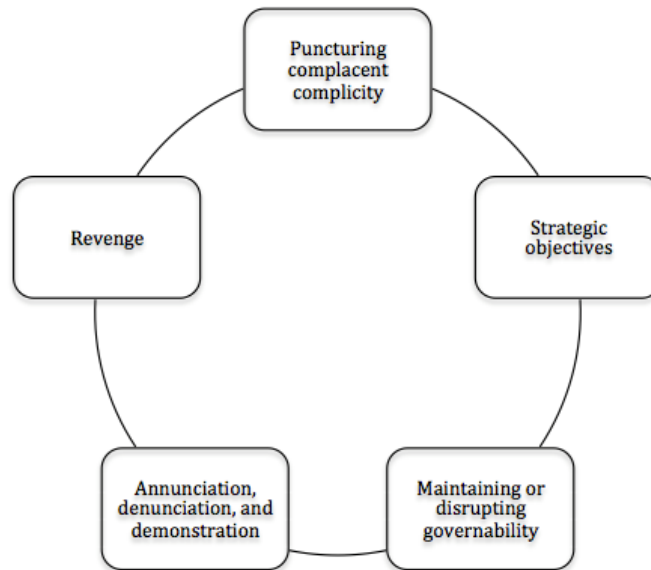 Puncturing
complacent
complicity
Strategic
objectives
Maintaining or
disrupting
governability
Annunciation,
denunciation, and
demonstration
Revenge